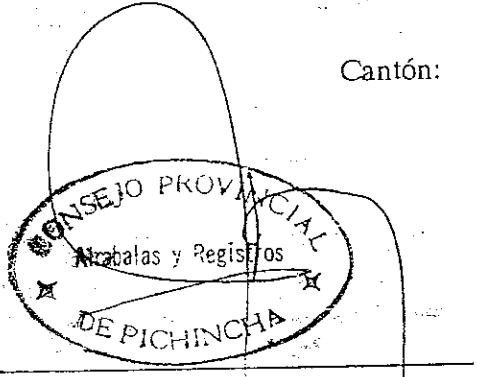 Cantón:
CONSEJO PROVINCIAL
Alcabalas y Registros
DE PICHINCHA